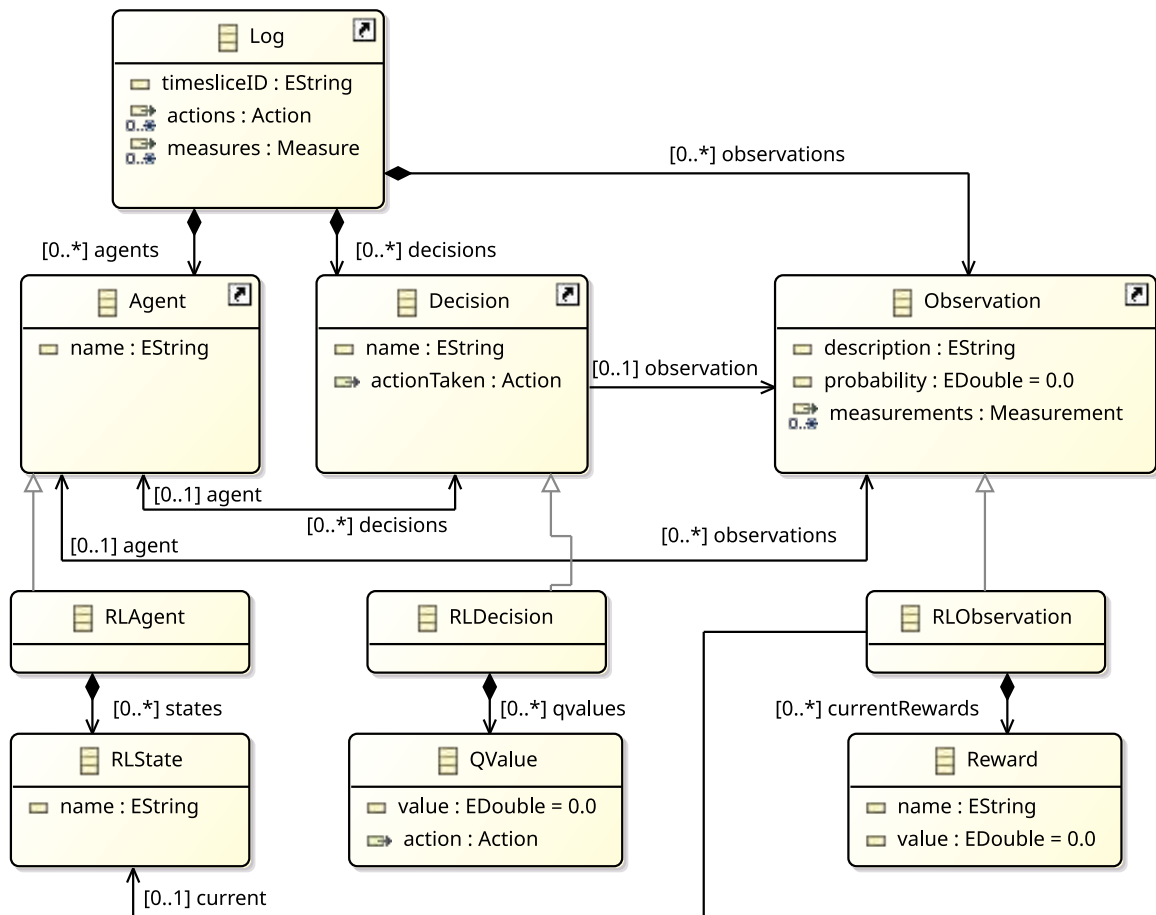 Log
timesliceID : EString
0..* actions : Action
0..* measures : Measure
[0..*] observations
[0..*] agents
[0..*] decisions
Agent
name : EString
Decision
name : EString
actionTaken : Action
[0..1] observation
Observation
description : EString
probability : EDouble = 0.0
0..* measurements : Measurement
[0..1] agent
[0..*] decisions
[0..1] agent
[0..*] observations
RLAgent
RLDecision
RLObservation
[0..*] states
[0..*] qvalues
[0..*] currentRewards
RLState
name : EString
QValue
value : EDouble = 0.0
action : Action
Reward
name : EString
value : EDouble = 0.0
[0..1] current